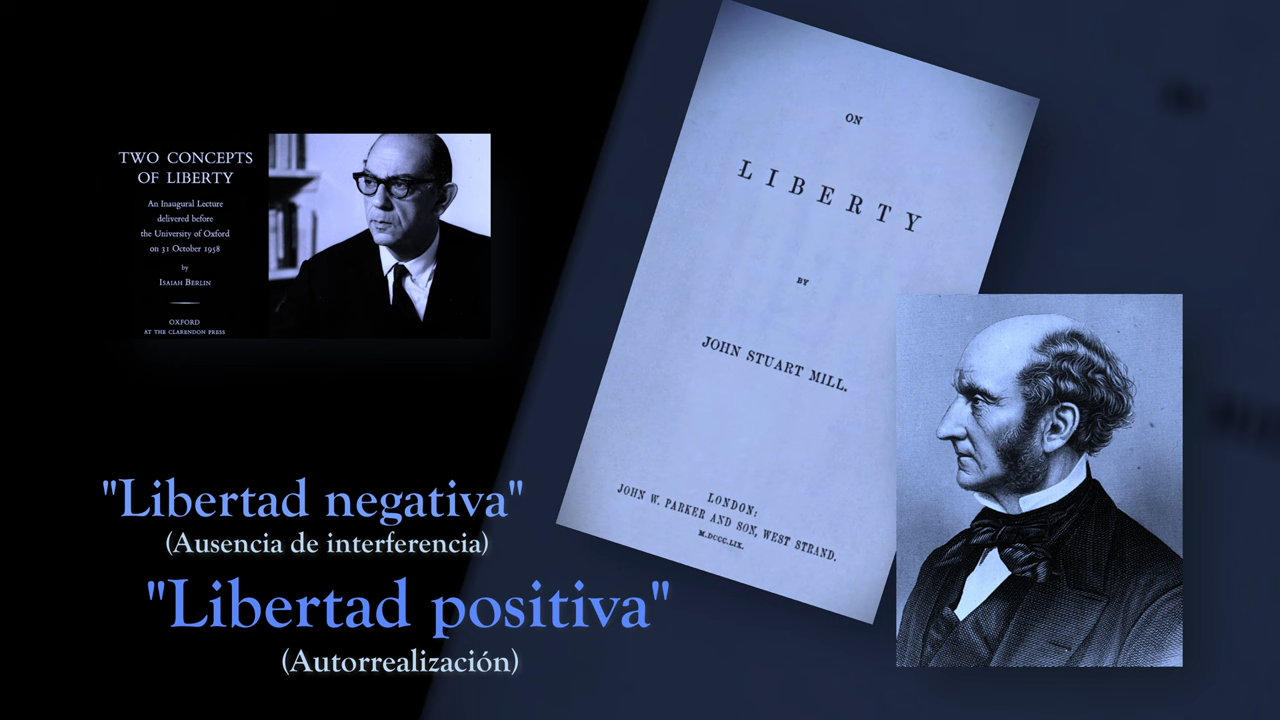 TWO CONCEPTS
OF LIBERTY
An Inaugural Lecture
delivered before
the University of Oxford
on 31 October 1958
by
ISAIAH BERLIN
OXFORD
AT THE CLARENDON PRESS
ON
LIBERTY
BY
JOHN STUART MILL.
LONDON:
JOHN W. PARKER AND SON, WEST STRAND.
M.DCCC.LIX.
"Libertad negativa"
(Ausencia de interferencia)
"Libertad positiva"
(Autorrealización)